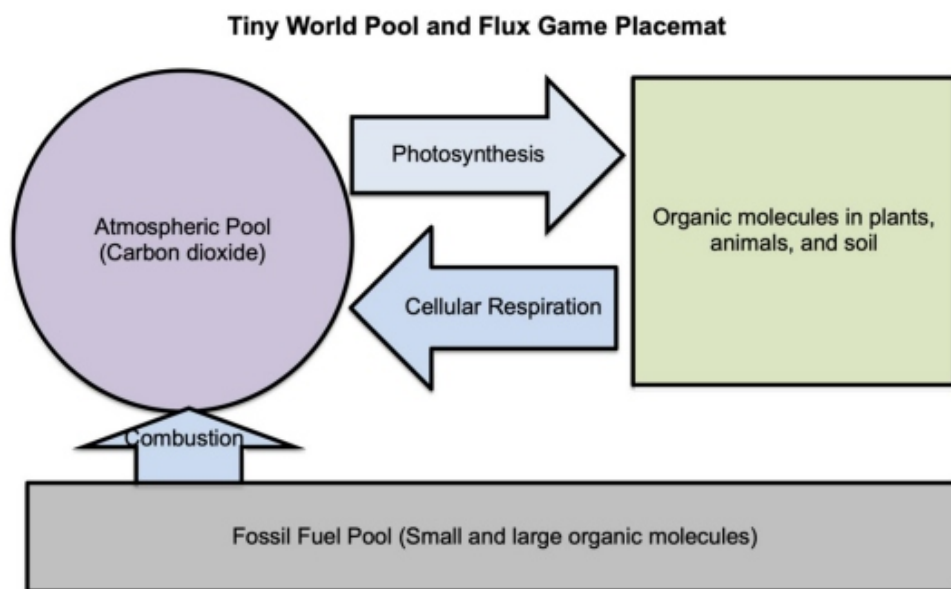 Tiny World Pool and Flux Game Placemat
Photosynthesis
Atmospheric Pool
(Carbon dioxide)
Organic molecules in plants,
animals, and soil
Cellular Respiration
Combustion
Fossil Fuel Pool (Small and large organic molecules)